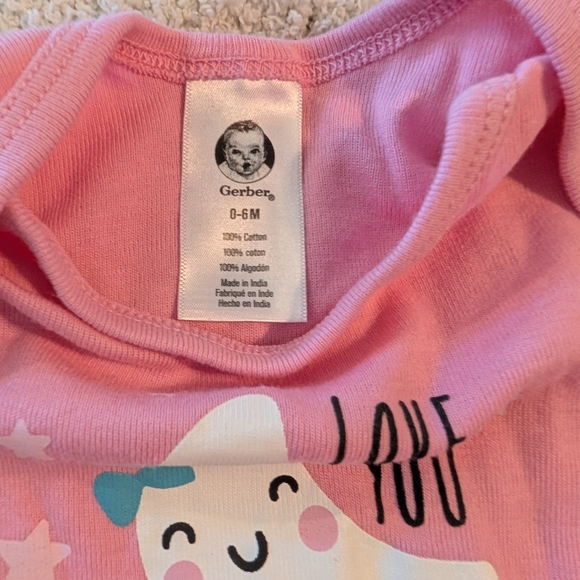 Gerber®
0-6M
100% Cotton
100% coton
100% Algodón
Made in India
Fabriqué en Inde
Hecho en India
YOU